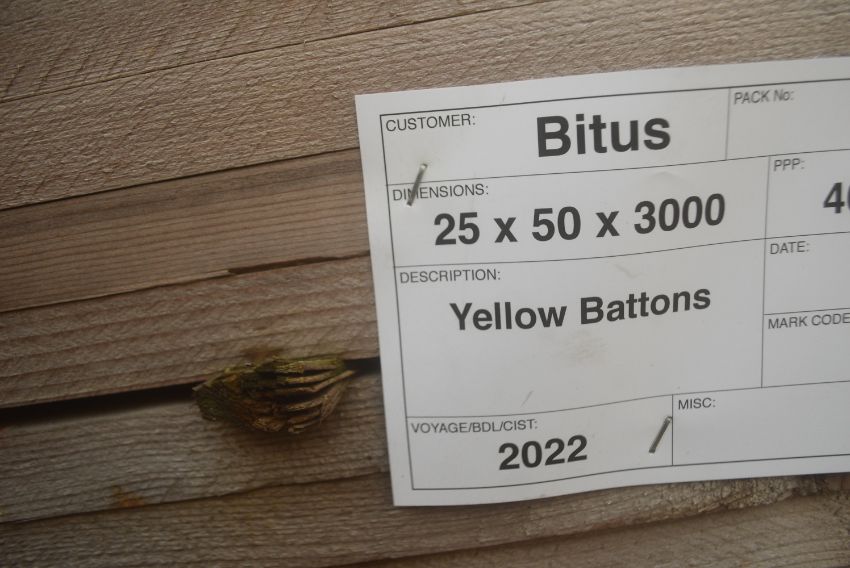 CUSTOMER: Bitus PACK No:
DIMENSIONS: PPP:
25 x 50 x 3000
DESCRIPTION: DATE:
Yellow Battons
MARK CODE
VOYAGE/BDL/CIST: MISC:
2022